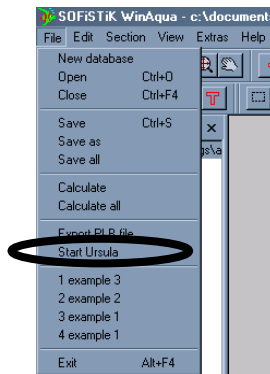 SOFiSTiK WinAqua - c:\document
File Edit Section View Extras Help
New database
Open Ctrl+O
Close Ctrl+F4
Save Ctrl+S
Save as
Save all
gs\a
Calculate
Calculate all
Export PLB file
Start Ursula
1 example 3
2 example 2
3 example 1
4 example 1
Exit Alt+F4